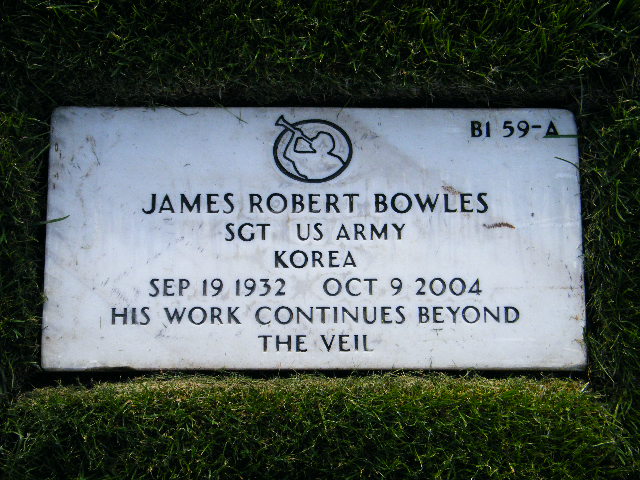 B1 59-A
JAMES ROBERT BOWLES
SGT US ARMY
KOREA
SEP 19 1932 OCT 9 2004
HIS WORK CONTINUES BEYOND
THE VEIL